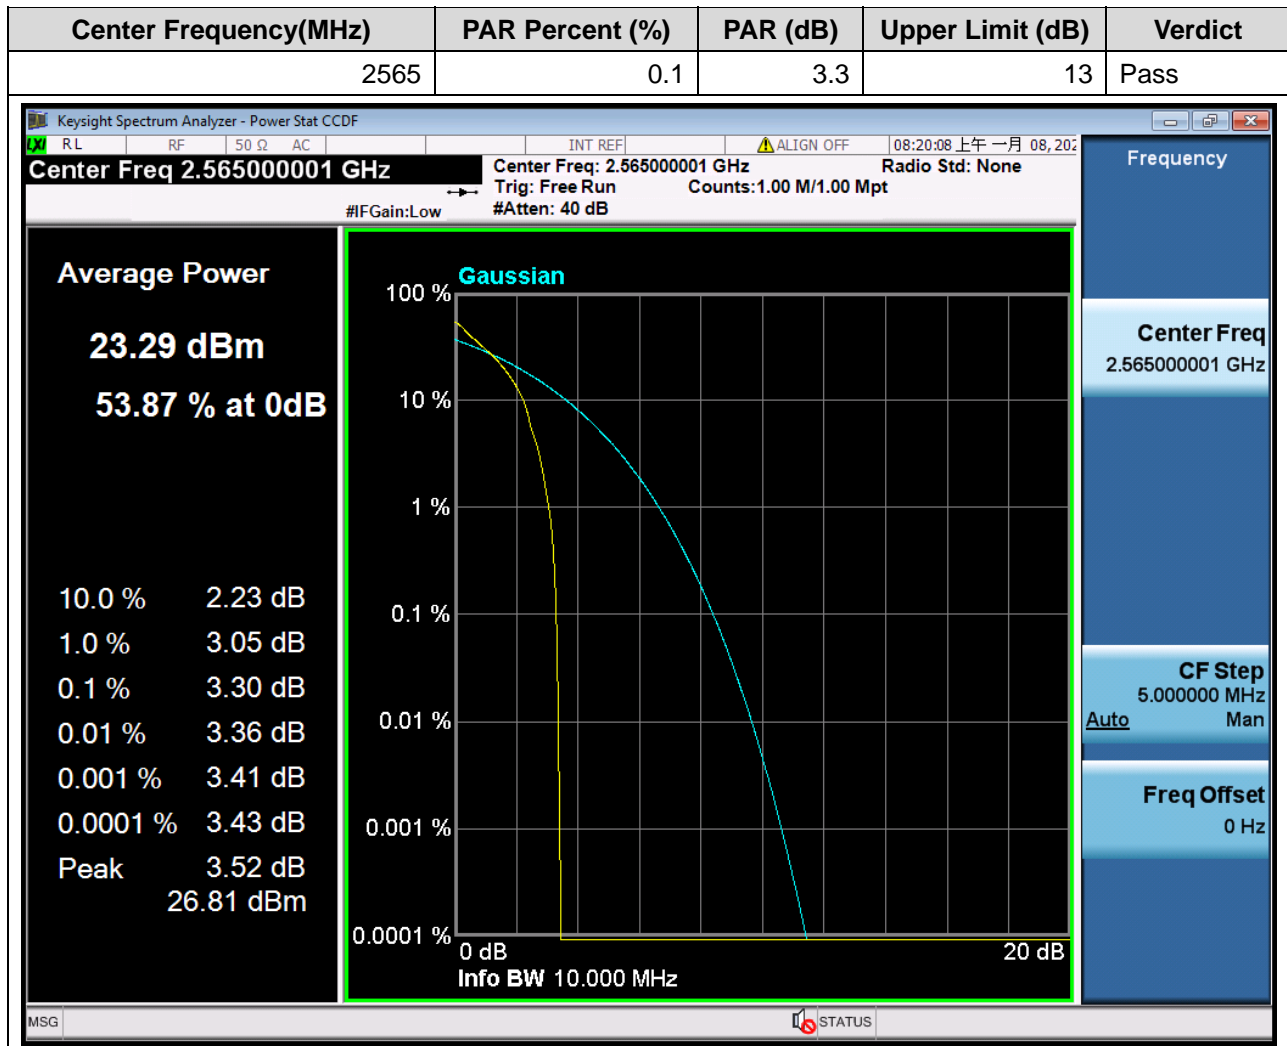 Center Frequency(MHz) PAR Percent (%) PAR (dB) Upper Limit (dB) Verdict
2565 0.1 3.3 13 Pass
Keysight Spectrum Analyzer - Power Stat CCDF
LXI RL RF 50 Ω AC INT REF ALIGN OFF 08:20:08 上午 一月 08, 202
Center Freq 2.565000001 GHz
Center Freq: 2.565000001 GHz Radio Std: None
Trig: Free Run Counts:1.00 M/1.00 Mpt
#IFGain:Low #Atten: 40 dB
Frequency
Average Power
23.29 dBm
53.87 % at 0dB
10.0 % 2.23 dB
1.0 % 3.05 dB
0.1 % 3.30 dB
0.01 % 3.36 dB
0.001 % 3.41 dB
0.0001 % 3.43 dB
Peak 3.52 dB
26.81 dBm
Gaussian
100 %
10 %
1 %
0.1 %
0.01 %
0.001 %
0.0001 %
0 dB 20 dB
Info BW 10.000 MHz
Center Freq
2.565000001 GHz
CF Step
5.000000 MHz
Auto Man
Freq Offset
0 Hz
MSG STATUS